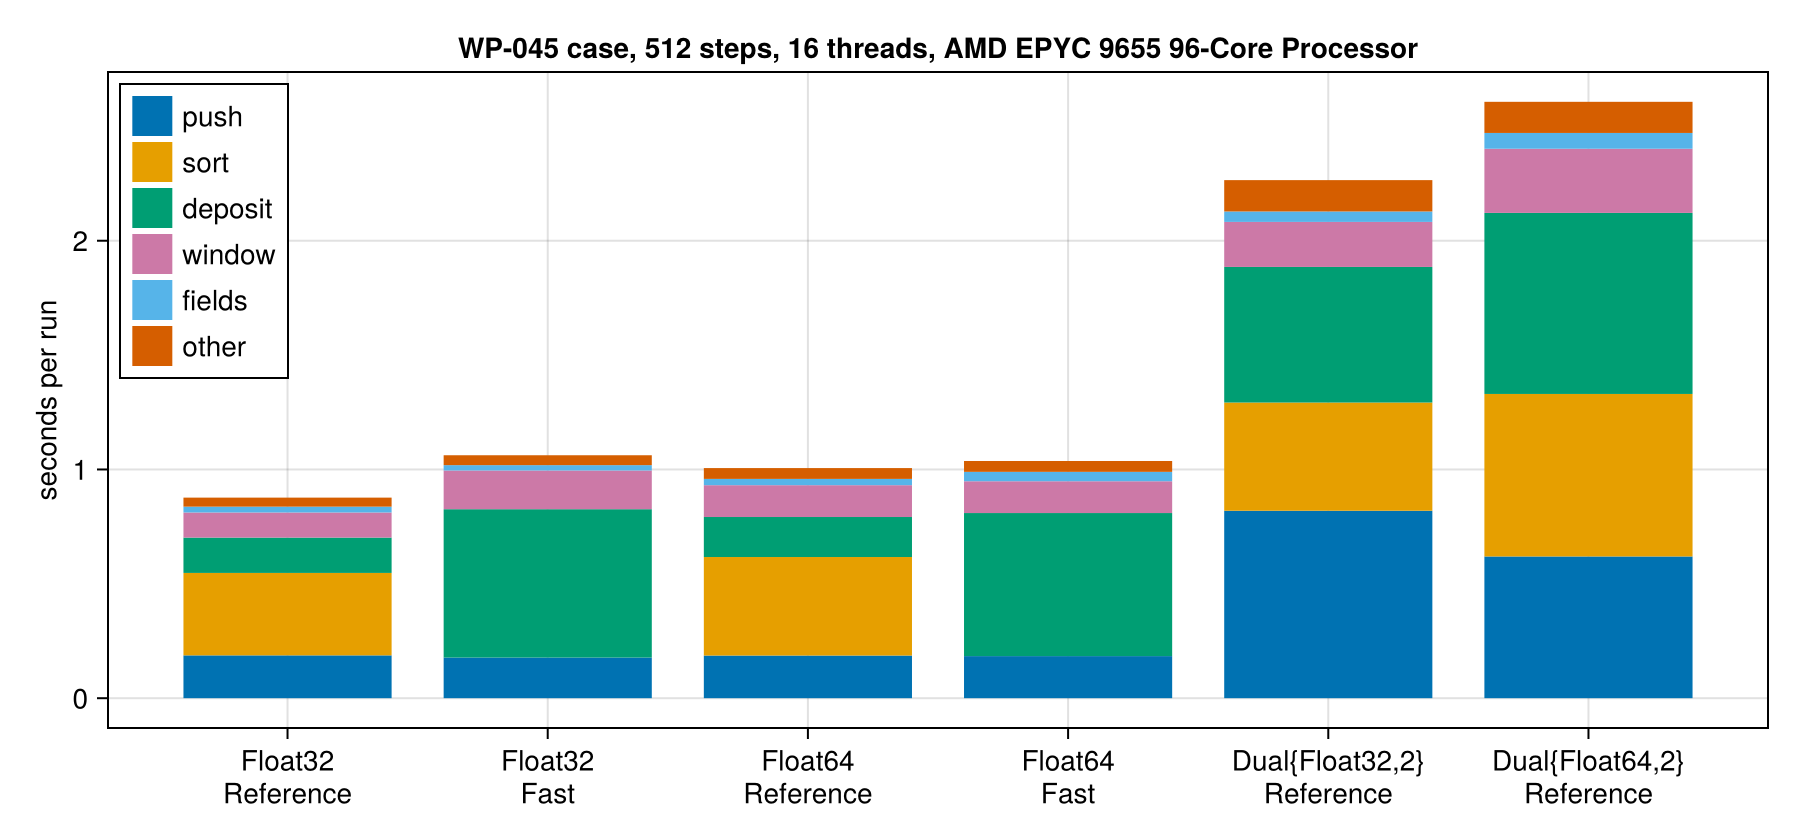 WP-045 case, 512 steps, 16 threads, AMD EPYC 9655 96-Core Processor
push
sort
deposit
window
fields
other
seconds per run
2
1
0
Float32
Reference
Float32
Fast
Float64
Reference
Float64
Fast
Dual{Float32,2}
Reference
Dual{Float64,2}
Reference